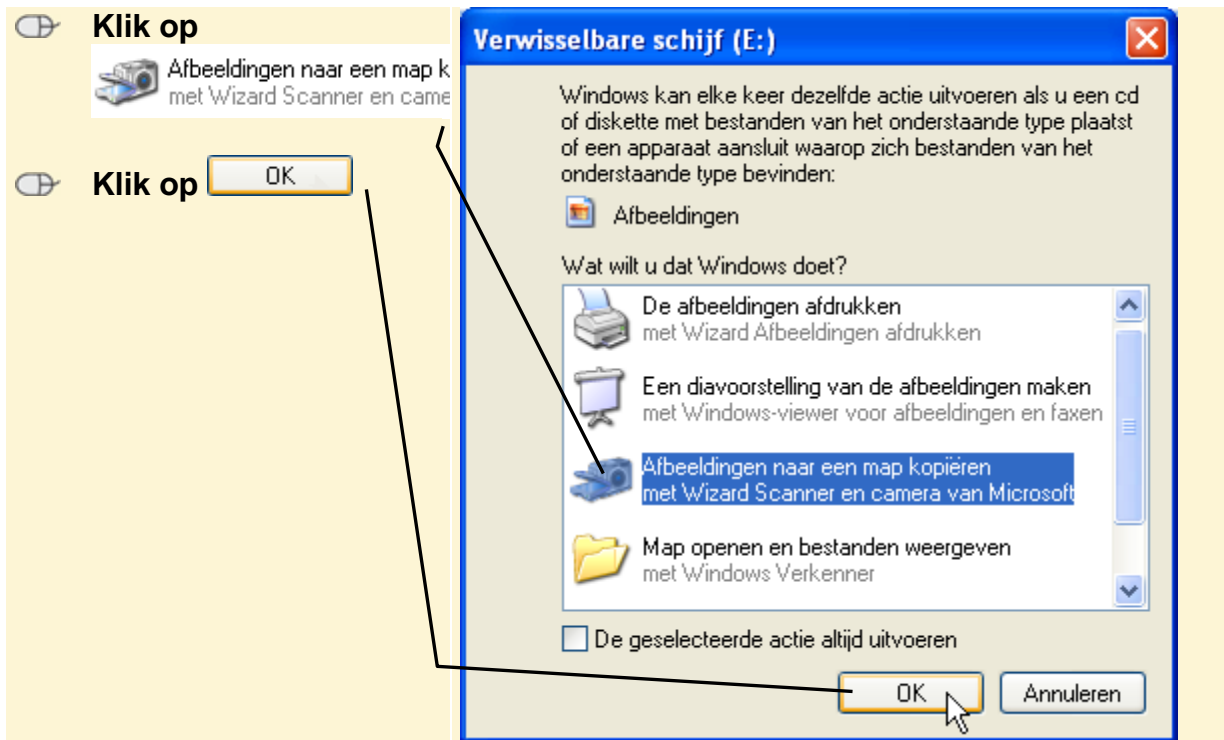 Klik op
Afbeeldingen naar een map k
met Wizard Scanner en came
Klik op OK
Verwisselbare schijf (E:)
Windows kan elke keer dezelfde actie uitvoeren als u een cd
of diskette met bestanden van het onderstaande type plaatst
of een apparaat aansluit waarop zich bestanden van het
onderstaande type bevinden:
Afbeeldingen
Wat wilt u dat Windows doet?
De afbeeldingen afdrukken
met Wizard Afbeeldingen afdrukken
Een diavoorstelling van de afbeeldingen maken
met Windows-viewer voor afbeeldingen en faxen
Afbeeldingen naar een map kopiëren
met Wizard Scanner en camera van Microsoft
Map openen en bestanden weergeven
met Windows Verkenner
De geselecteerde actie altijd uitvoeren
OK Annuleren